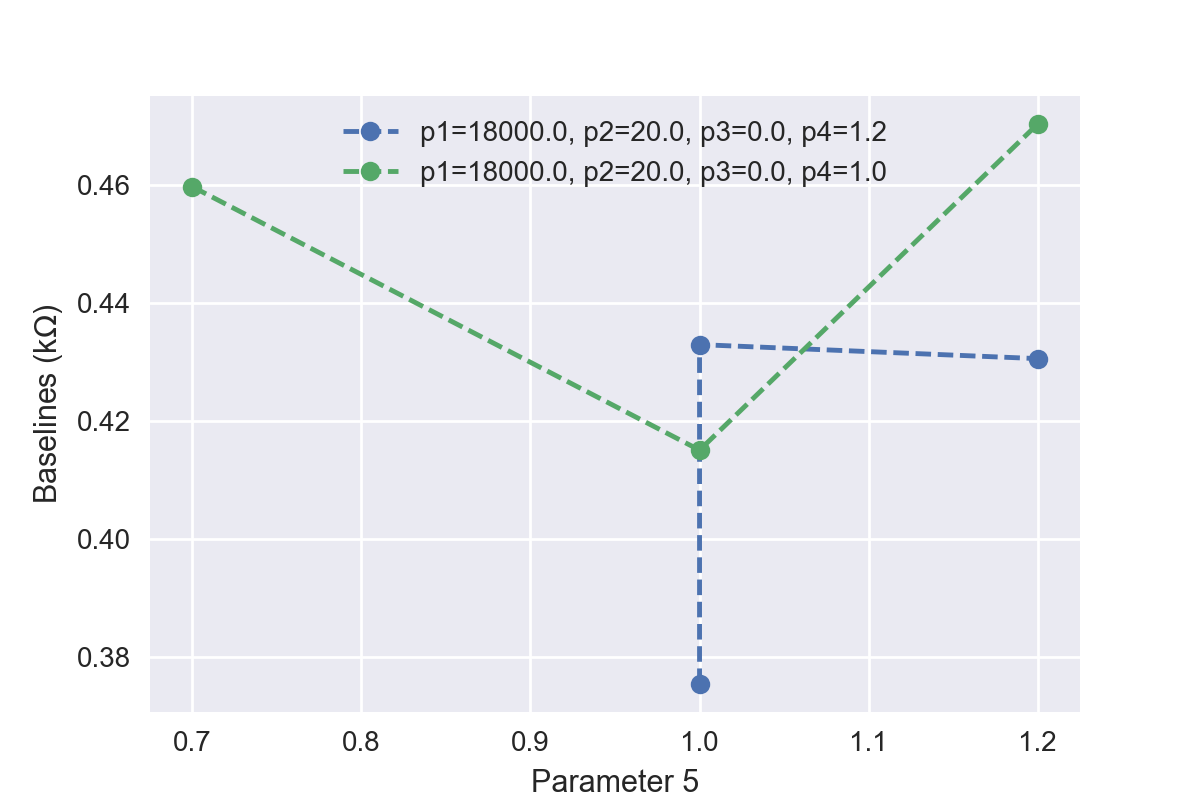 p1=18000.0, p2=20.0, p3=0.0, p4=1.2
p1=18000.0, p2=20.0, p3=0.0, p4=1.0
0.46
0.44
0.42
0.40
0.38
Baselines (kΩ)
0.7 0.8 0.9 1.0 1.1 1.2
Parameter 5